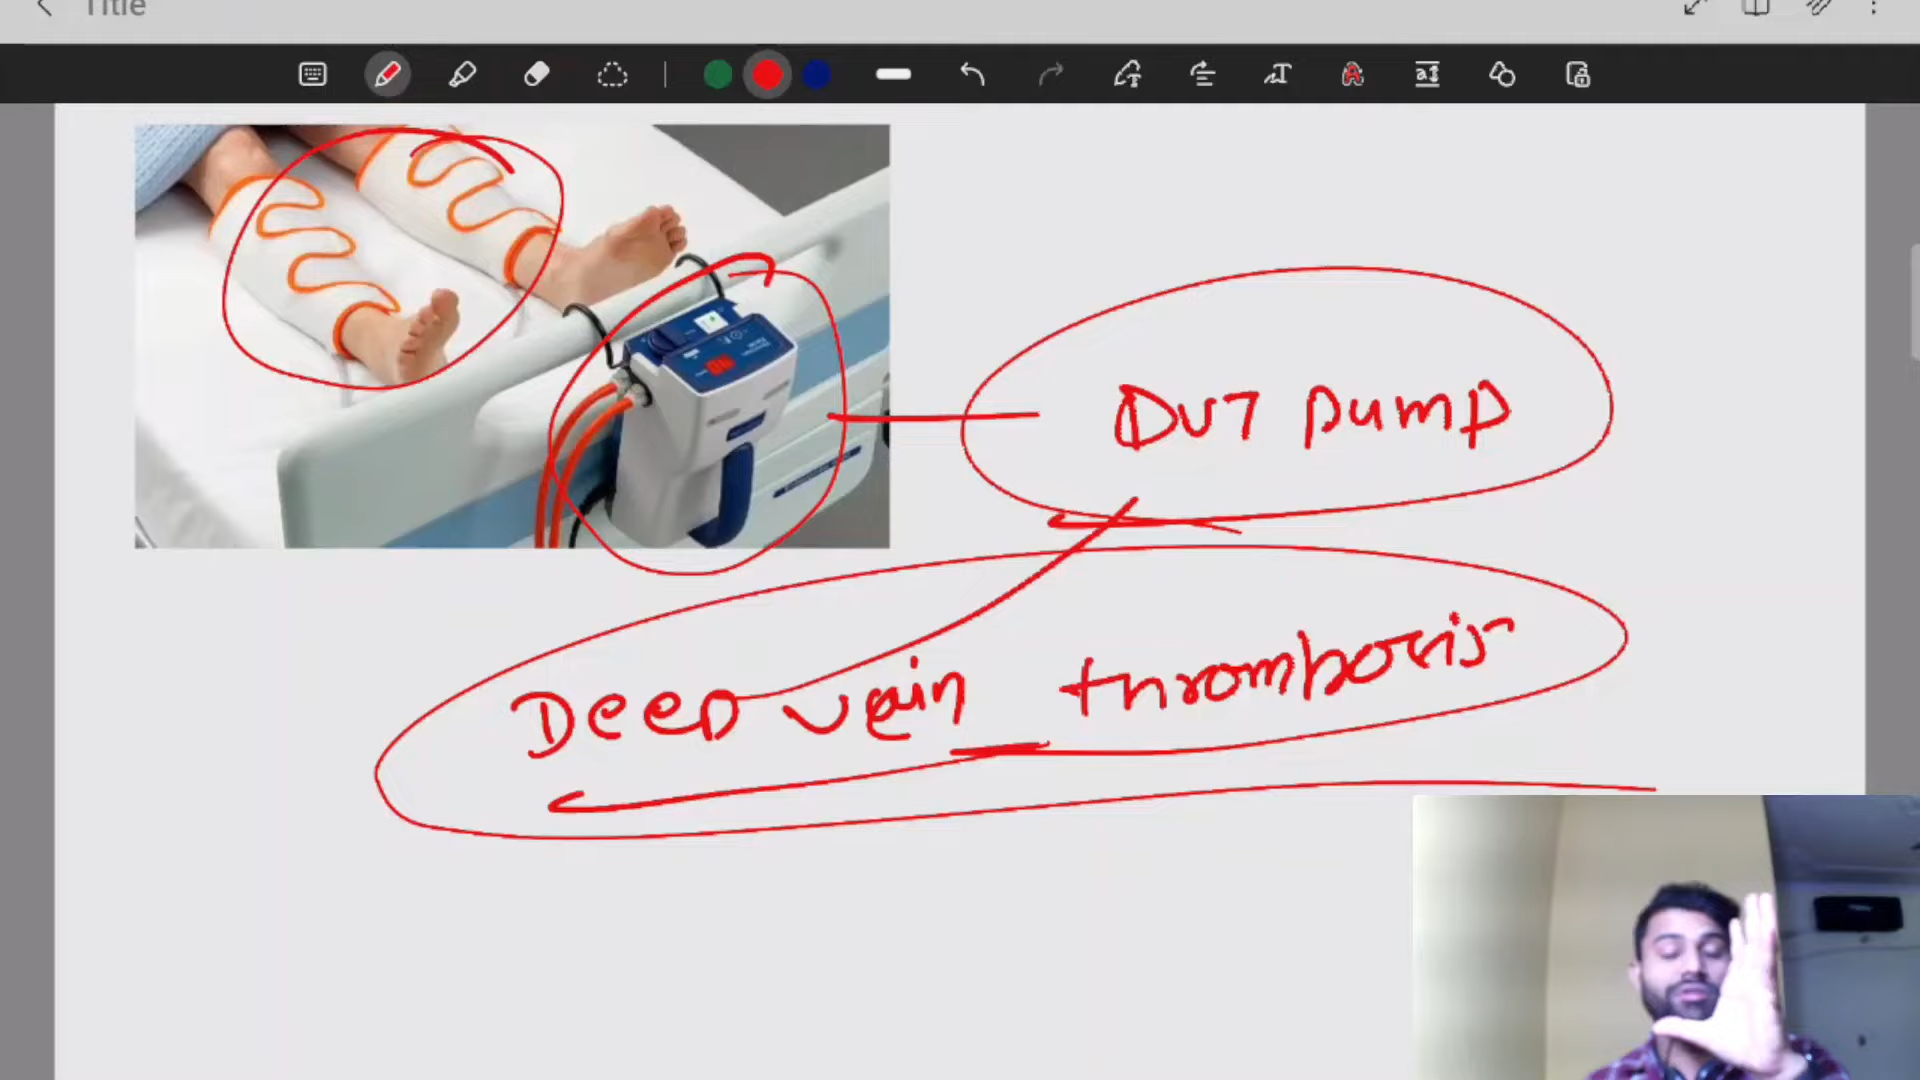 Title
DVT pump
Deep vein thrombosis